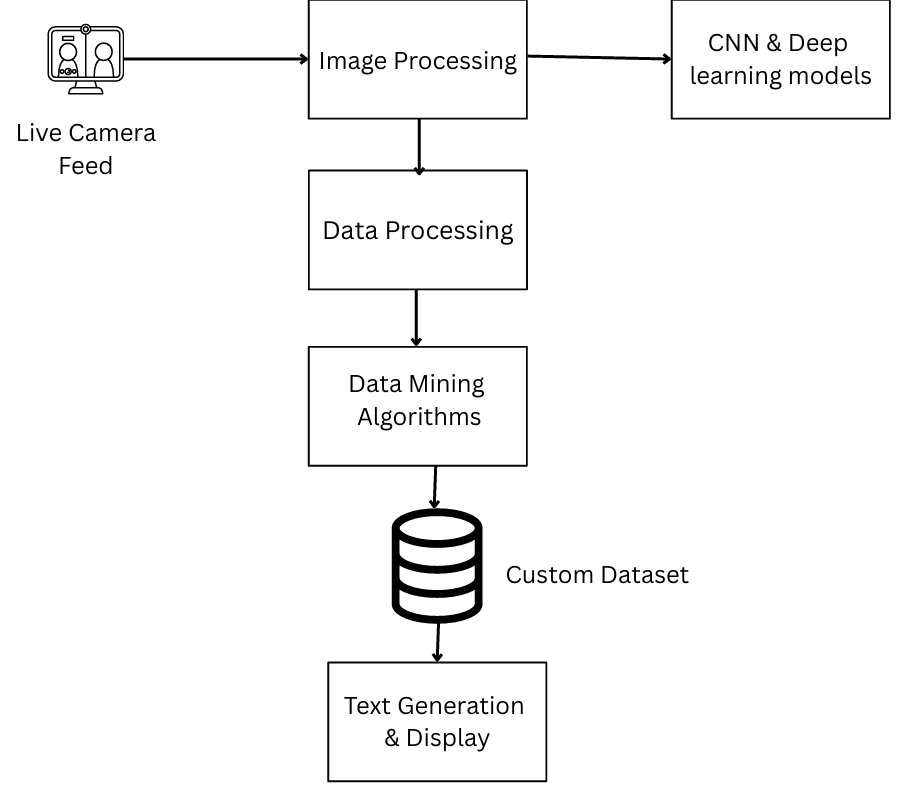 Live Camera
Feed
Image Processing
CNN & Deep
learning models
Data Processing
Data Mining
Algorithms
Custom Dataset
Text Generation
& Display